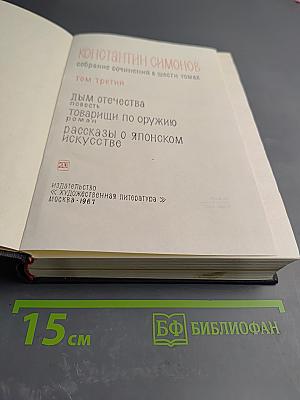 КОНСТАНТИН СИМОНОВ
собрание сочинений в шести томах
том третий
ДЫМ ОТЕЧЕСТВА
повесть
ТОВАРИЩИ ПО ОРУЖИЮ
роман
РАССКАЗЫ О ЯПОНСКОМ
ИСКУССТВЕ
ИЗДАТЕЛЬСТВО
«ХУДОЖЕСТВЕННАЯ ЛИТЕРАТУРА»
МОСКВА·1967
15 см
БФ БИБЛИОФАН